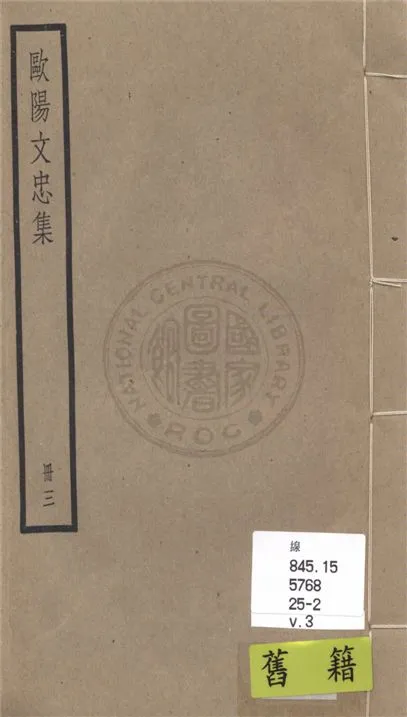 歐陽文忠集
冊三
NATIONAL CENTRAL LIBRARY
ROC
國家圖書館
線
845.15
5768
25-2
v.3
舊籍